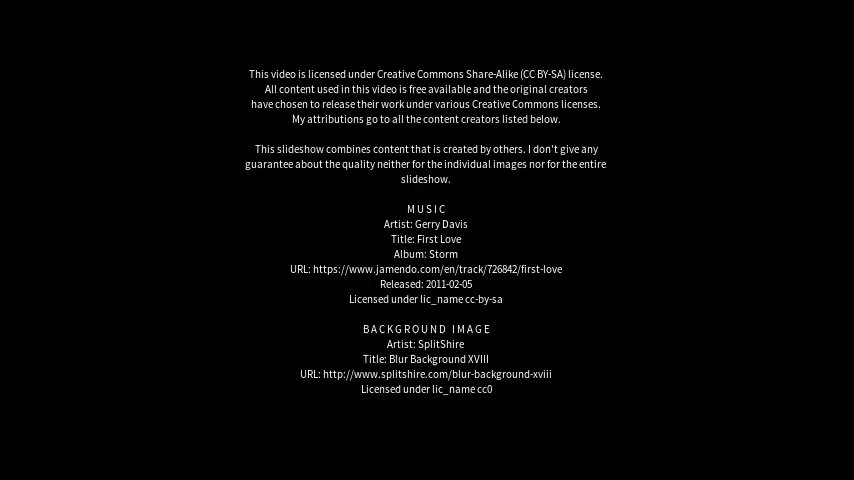 This video is licensed under Creative Commons Share-Alike (CC BY-SA) license.
All content used in this video is free available and the original creators
have chosen to release their work under various Creative Commons licenses.
My attributions go to all the content creators listed below.
This slideshow combines content that is created by others. I don't give any
guarantee about the quality neither for the individual images nor for the entire
slideshow.
MUSIC
Artist: Gerry Davis
Title: First Love
Album: Storm
URL: https://www.jamendo.com/en/track/726842/first-love
Released: 2011-02-05
Licensed under lic_name cc-by-sa
BACKGROUND IMAGE
Artist: SplitShire
Title: Blur Background XVIII
URL: http://www.splitshire.com/blur-background-xviii
Licensed under lic_name cc0